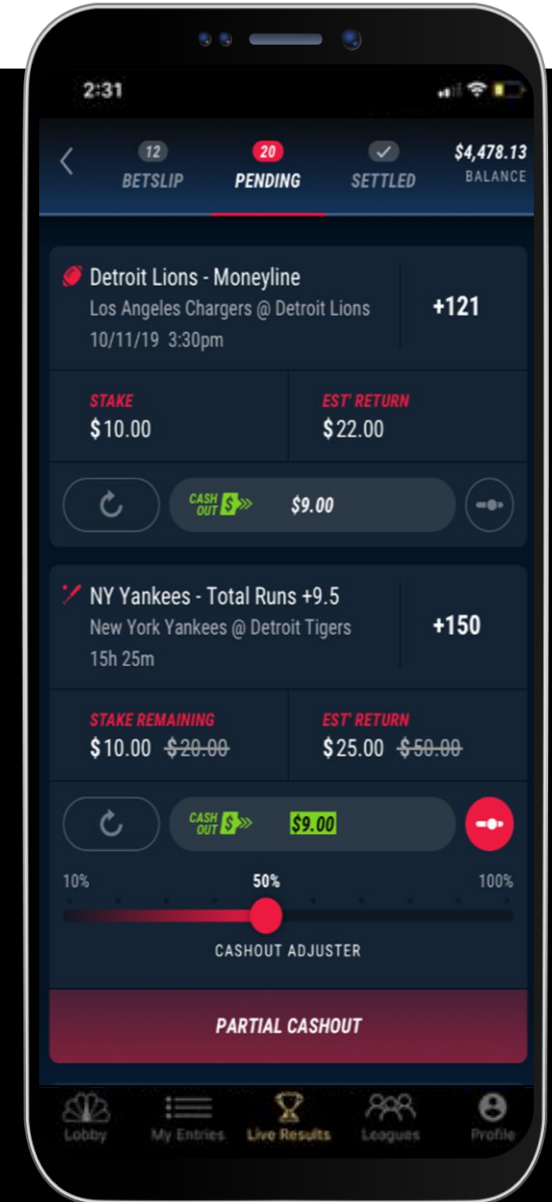 2:31
12
BETSLIP
20
PENDING
SETTLED
$4,478.13
BALANCE
Detroit Lions - Moneyline
Los Angeles Chargers @ Detroit Lions
10/11/19 3:30pm
+121
STAKE
$10.00
EST' RETURN
$22.00
CASH OUT $
$9.00
NY Yankees - Total Runs +9.5
New York Yankees @ Detroit Tigers
15h 25m
+150
STAKE REMAINING
$10.00 $20.00
EST' RETURN
$25.00 $50.00
CASH OUT $
$9.00
10% 50% 100%
CASHOUT ADJUSTER
PARTIAL CASHOUT
Lobby My Entries Live Results Leagues Profile